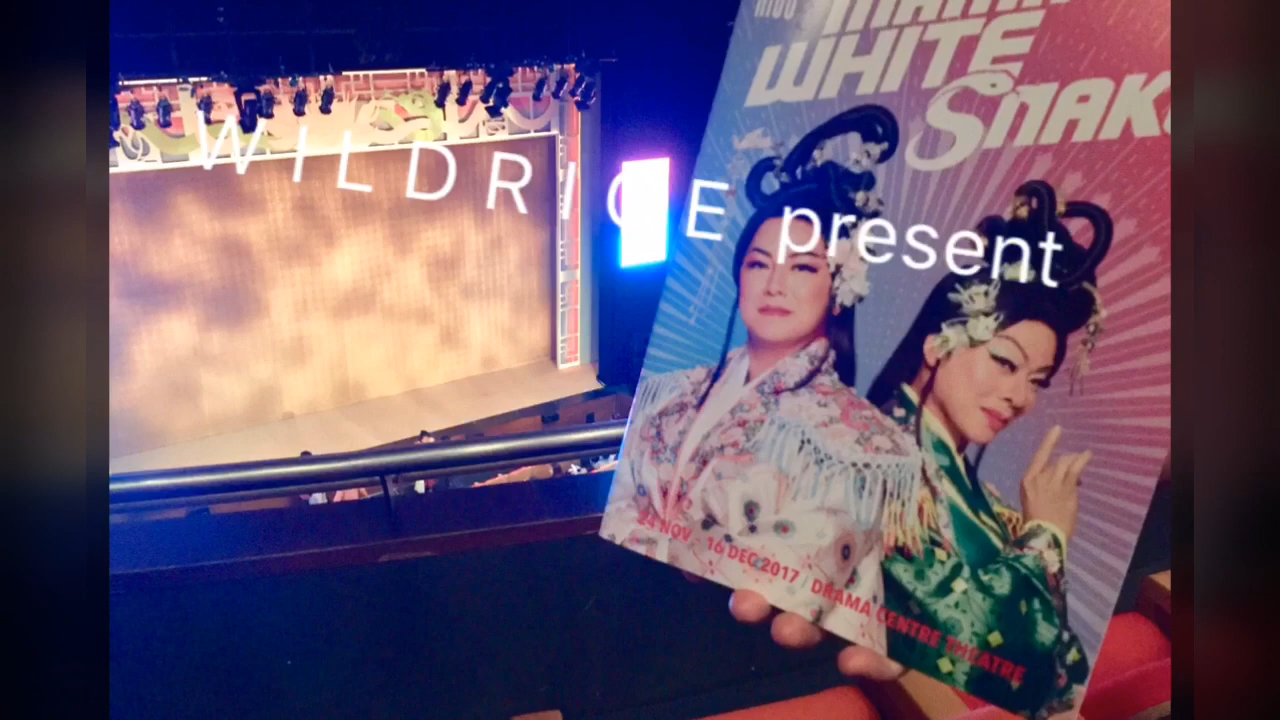 WILDRICE present
WHITE
SNAK
24 NOV - 16 DEC 2017 | DRAMA CENTRE THEATRE